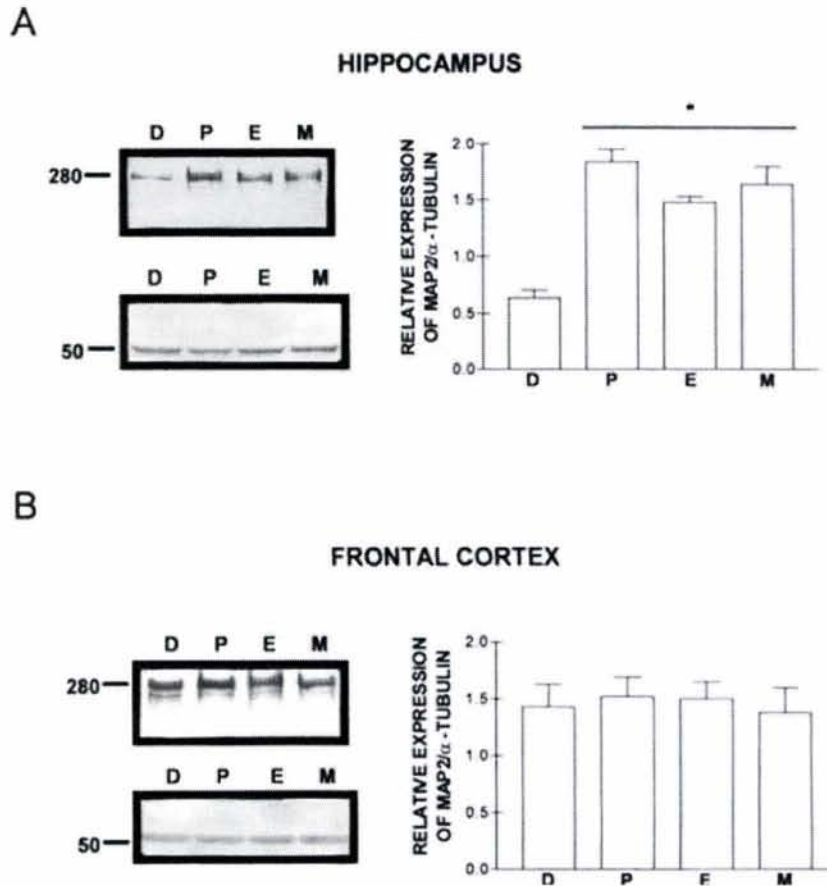 A
HIPPOCAMPUS
D P E M
280
D P E M
50
RELATIVE EXPRESSION
OF MAP2/α-TUBULIN
2.0
1.5
1.0
0.5
0.0
*
D P E M
B
FRONTAL CORTEX
D P E M
280
D P E M
50
RELATIVE EXPRESSION
OF MAP2/α-TUBULIN
2.0
1.5
1.0
0.5
0.0
D P E M